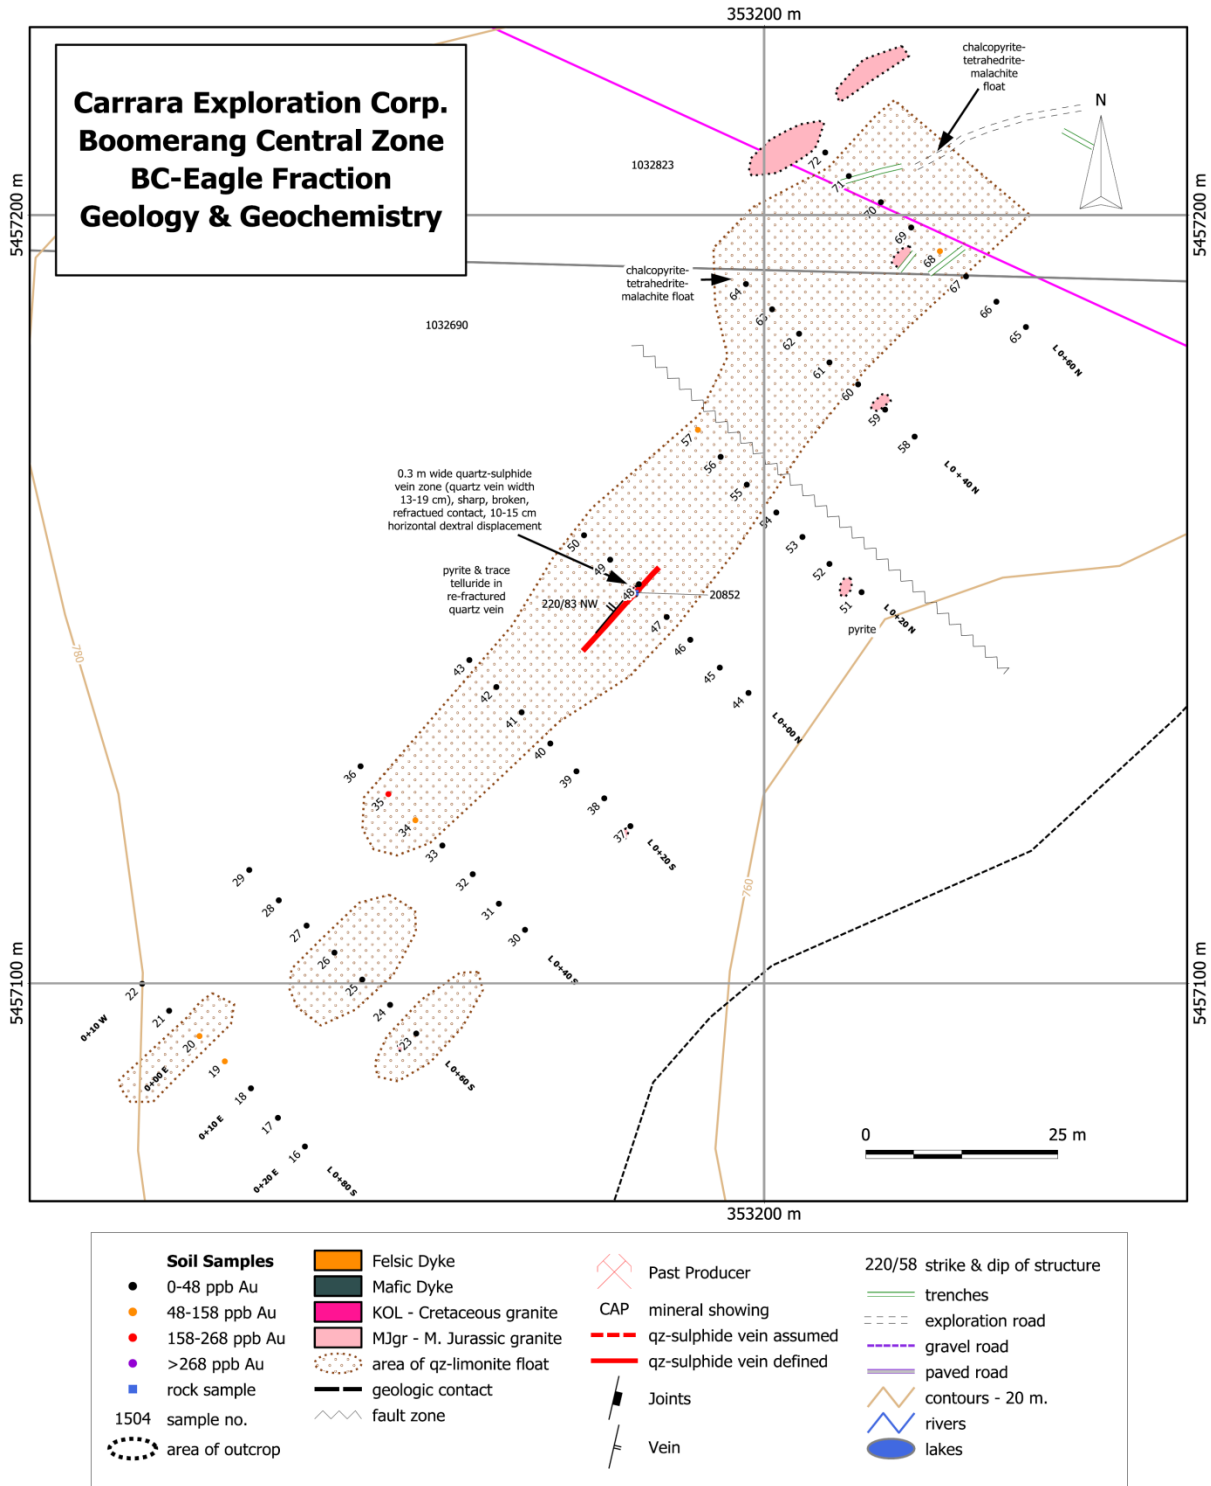 353200 m
Carrara Exploration Corp.
Boomerang Central Zone
BC-Eagle Fraction
Geology & Geochemistry
chalcopyrite-
tetrahedrite-
malachite
float
N
1032823
5457200 m
5457200 m
72
71
70
69
68
67
66
65
L 0+60 N
chalcopyrite-
tetrahedrite-
malachite float
64
63
62
61
60
59
58
L 0+ 40 N
1032690
57
56
55
54
53
52
51
L 0+20 N
pyrite
0.3 m wide quartz-sulphide
vein zone (quartz vein width
13-19 cm), sharp, broken,
refractued contact, 10-15 cm
horizontal dextral displacement
pyrite & trace
telluride in
re-fractured
quartz vein
220/83 NW
20852
50
49
48
47
46
45
44
L 0+00 N
780
43
42
41
40
39
38
37
L 0+20 S
36
35
34
33
32
31
30
L 0+40 S
760
29
28
27
26
25
24
23
L 0+60 S
5457100 m
5457100 m
22
21
20
19
18
17
16
L 0+80 S
0+10 W
0+00 E
0+10 E
0+20 E
0
25 m
353200 m
Soil Samples
0-48 ppb Au
48-158 ppb Au
158-268 ppb Au
>268 ppb Au
rock sample
1504 sample no.
area of outcrop
Felsic Dyke
Mafic Dyke
KOL - Cretaceous granite
MJgr - M. Jurassic granite
area of qz-limonite float
geologic contact
fault zone
Past Producer
CAP mineral showing
qz-sulphide vein assumed
qz-sulphide vein defined
Joints
Vein
220/58 strike & dip of structure
trenches
exploration road
gravel road
paved road
contours - 20 m.
rivers
lakes